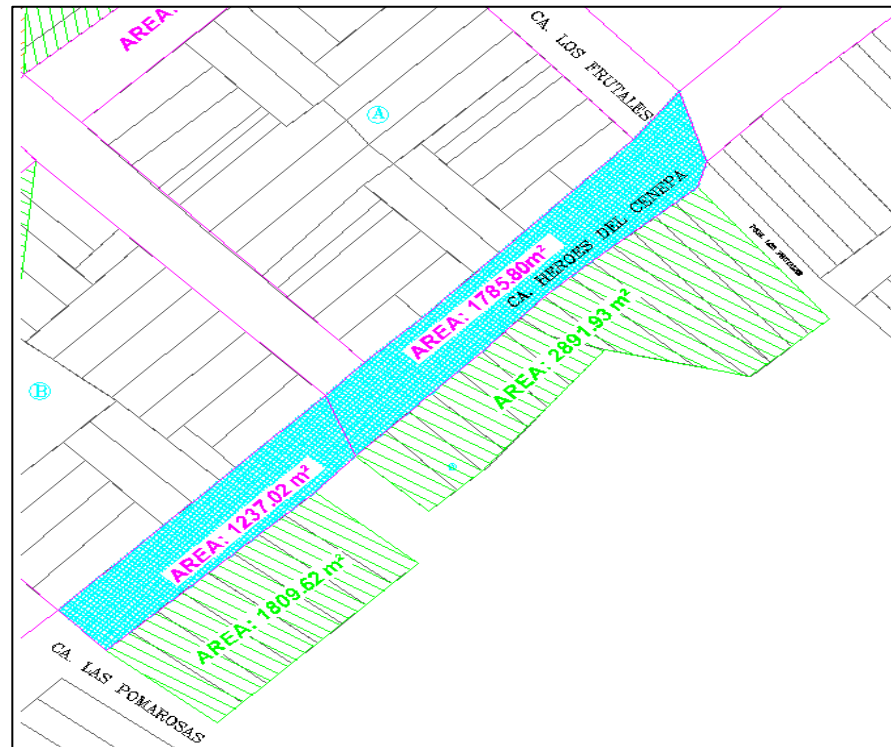 AREA:
CA. LOS FRUTALES
A
CA. HEROES DEL CENEPA
AREA: 1785.80m²
AREA: 2891.93 m²
B
AREA: 1237.02 m²
AREA: 1809.62 m²
CA. LAS POMAROSAS